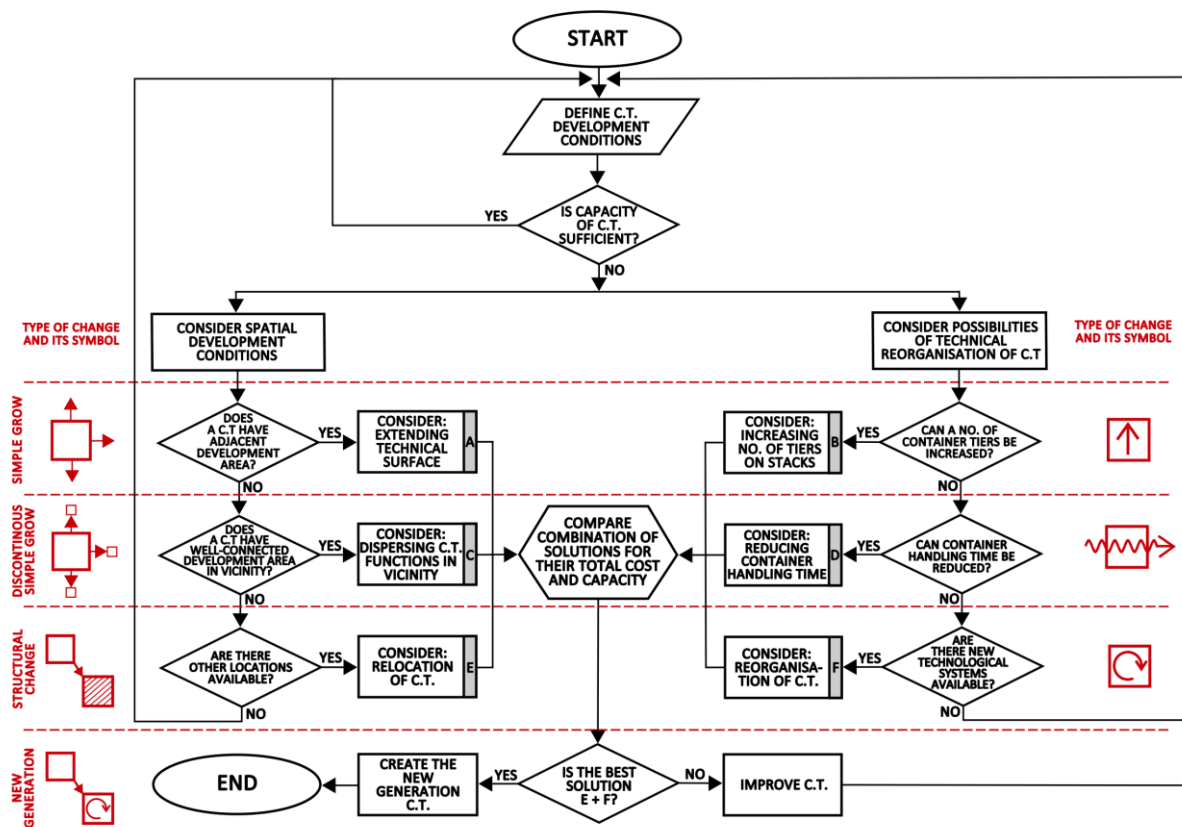 START
DEFINE C.T.
DEVELOPMENT
CONDITIONS
YES
IS CAPACITY
OF C.T.
SUFFICIENT?
NO
TYPE OF CHANGE
AND ITS SYMBOL
CONSIDER SPATIAL
DEVELOPMENT
CONDITIONS
CONSIDER POSSIBILITIES
OF TECHNICAL
REORGANISATION OF C.T
TYPE OF CHANGE
AND ITS SYMBOL
SIMPLE GROW
DOES
A C.T HAVE
ADJACENT
DEVELOPMENT
AREA?
YES
NO
CONSIDER:
EXTENDING
TECHNICAL
SURFACE
A
CONSIDER:
INCREASING
NO. OF TIERS
ON STACKS
B
YES
CAN A NO. OF
CONTAINER TIERS BE
INCREASED?
NO
DISCONTINOUS
SIMPLE GROW
DOES
A C.T HAVE
WELL-CONNECTED
DEVELOPMENT AREA
IN VICINITY?
YES
NO
CONSIDER:
DISPERSING C.T.
FUNCTIONS IN
VICINITY
C
COMPARE
COMBINATION OF
SOLUTIONS FOR
THEIR TOTAL COST
AND CAPACITY
CONSIDER:
REDUCING
CONTAINER
HANDLING TIME
D
YES
CAN CONTAINER
HANDLING TIME BE
REDUCED?
NO
STRUCTURAL
CHANGE
ARE THERE
OTHER LOCATIONS
AVAILABLE?
YES
NO
CONSIDER:
RELOCATION
OF C.T.
E
CONSIDER:
REORGANISA-
TION OF C.T.
F
YES
ARE
THERE NEW
TECHNOLOGICAL
SYSTEMS
AVAILABLE?
NO
NEW
GENERATION
END
CREATE THE
NEW
GENERATION
C.T.
YES
IS THE BEST
SOLUTION
E + F?
NO
IMPROVE C.T.